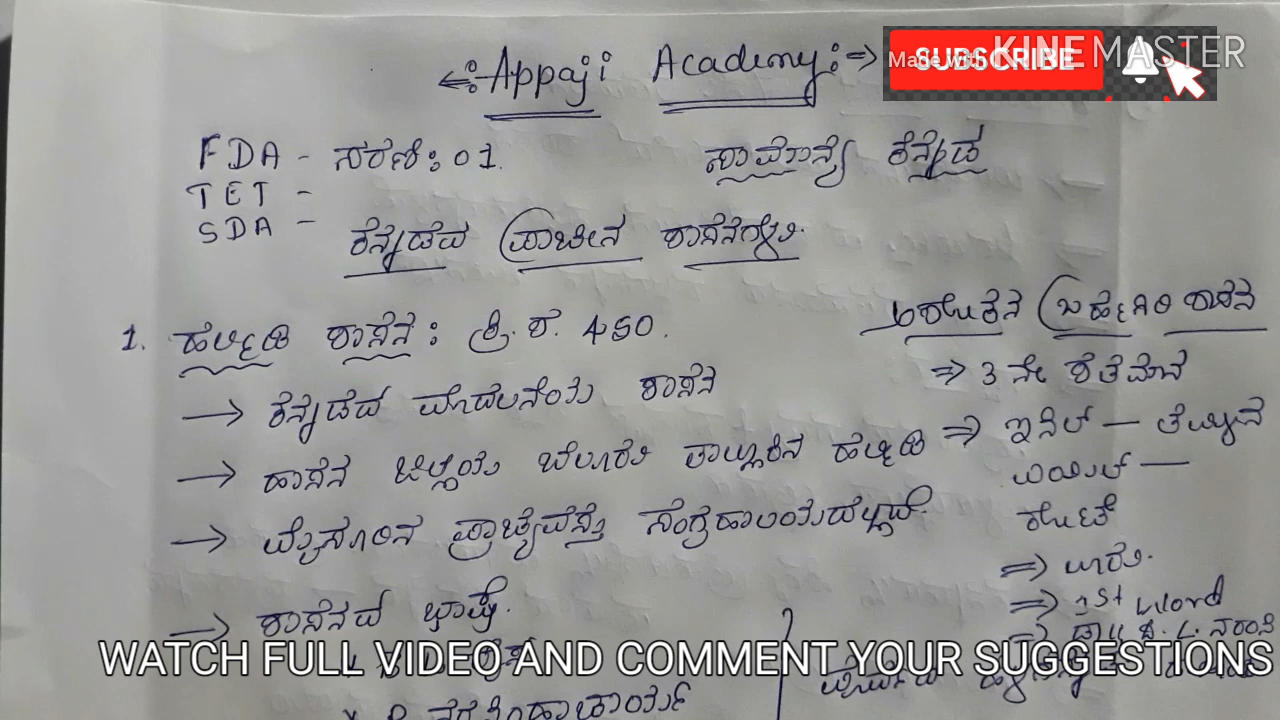 Appaji Academy
SUBSCRIBE
Made with KINEMASTER
FDA - ಸರಣಿ: 01.
ಸಾಮಾನ್ಯ ಕನ್ನಡ
TET -
SDA -
ಕನ್ನಡದ ಪ್ರಾಚೀನ ಶಾಸನಗಳು.
1. ಹಲ್ಮಿಡಿ ಶಾಸನ: ಕ್ರಿ.ಶ. 450.
→ ಕನ್ನಡದ ಮೊದಲನೆಯ ಶಾಸನ
→ ಹಾಸನ ಜಿಲ್ಲೆಯ ಬೇಲೂರು ತಾಲ್ಲೂಕಿನ ಹಲ್ಮಿಡಿ
→ ಮೈಸೂರಿನ ಪ್ರಾಚ್ಯವಸ್ತು ಸಂಗ್ರಹಾಲಯದಲ್ಲಿದೆ.
→ ಶಾಸನದ ಭಾಷೆ.
ಅಶೋಕನ ಬ್ರಹ್ಮಗಿರಿ ಶಾಸನ
⇒ 3 ನೇ ಶತಮಾನ
⇒ ಇಸಿಲ
⇒ ಊರು.
⇒ 1st Word
⇒ ಡಾ|| ಡಿ. L. ನರಸಿ
WATCH FULL VIDEO AND COMMENT YOUR SUGGESTIONS